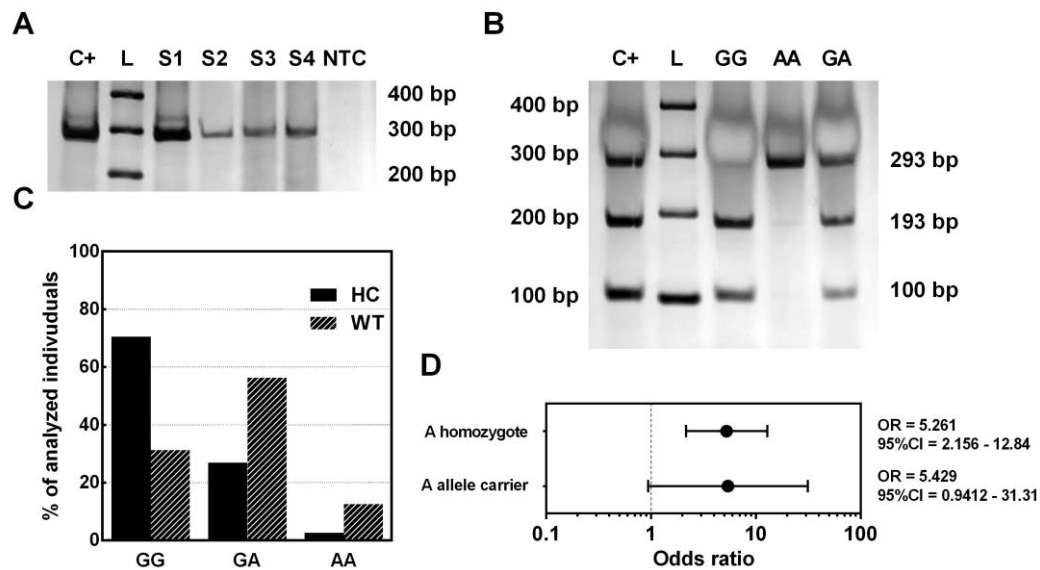 A
C+ L S1 S2 S3 S4 NTC
400 bp
300 bp
200 bp
B
C+ L GG AA GA
400 bp
300 bp
200 bp
100 bp
293 bp
193 bp
100 bp
C
% of analyzed indivuduals
100
80
60
40
20
0
HC
WT
GG GA AA
D
A homozygote
A allele carrier
OR = 5.261
95%CI = 2.156 - 12.84
OR = 5.429
95%CI = 0.9412 - 31.31
0.1 1 10 100
Odds ratio